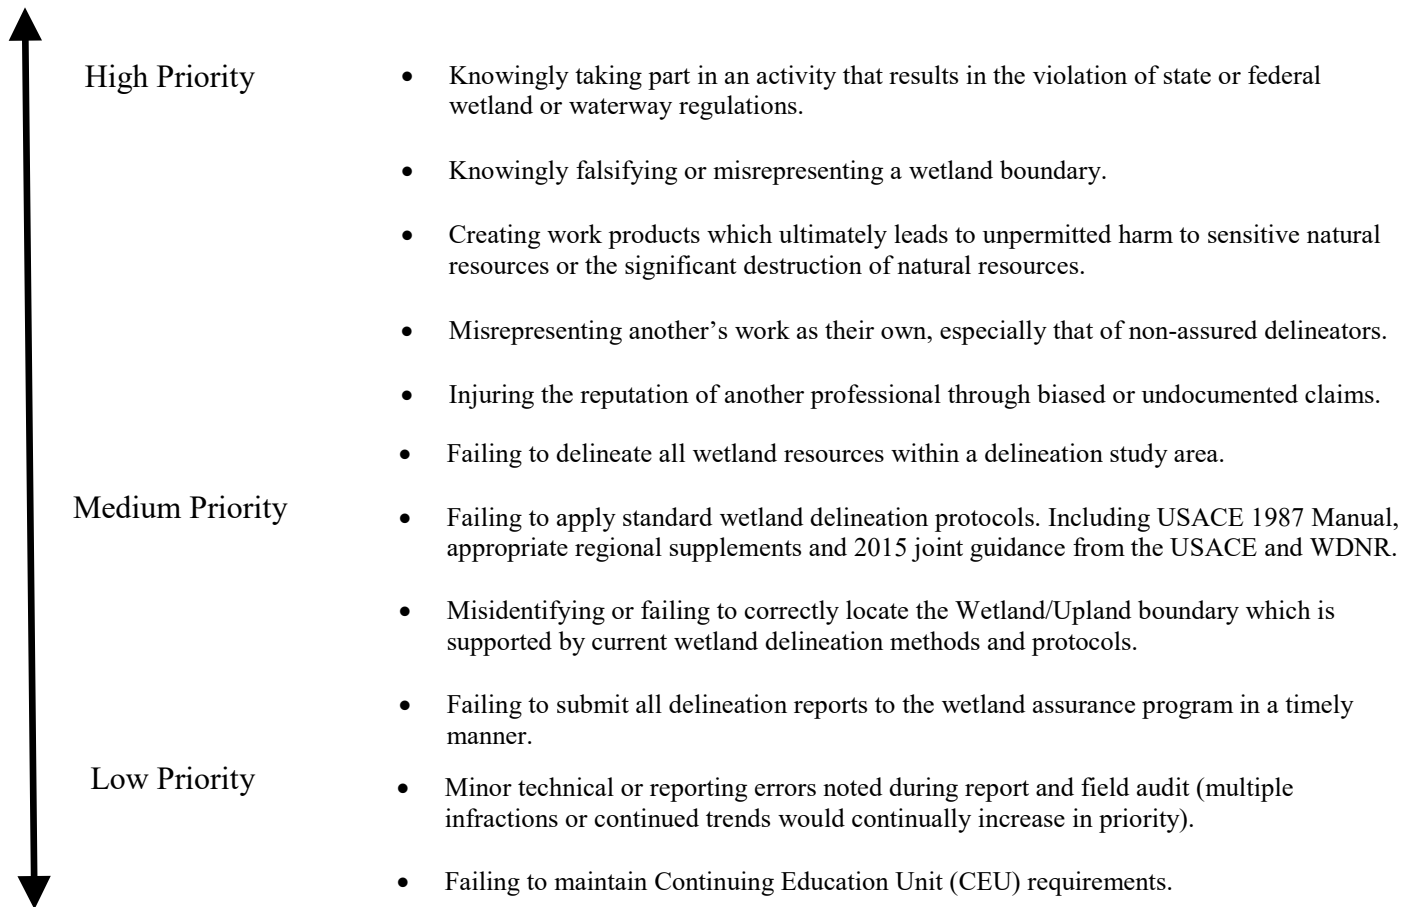 High Priority
• Knowingly taking part in an activity that results in the violation of state or federal
wetland or waterway regulations.
• Knowingly falsifying or misrepresenting a wetland boundary.
• Creating work products which ultimately leads to unpermitted harm to sensitive natural
resources or the significant destruction of natural resources.
• Misrepresenting another’s work as their own, especially that of non-assured delineators.
• Injuring the reputation of another professional through biased or undocumented claims.
• Failing to delineate all wetland resources within a delineation study area.
Medium Priority
• Failing to apply standard wetland delineation protocols. Including USACE 1987 Manual,
appropriate regional supplements and 2015 joint guidance from the USACE and WDNR.
• Misidentifying or failing to correctly locate the Wetland/Upland boundary which is
supported by current wetland delineation methods and protocols.
• Failing to submit all delineation reports to the wetland assurance program in a timely
manner.
Low Priority
• Minor technical or reporting errors noted during report and field audit (multiple
infractions or continued trends would continually increase in priority).
• Failing to maintain Continuing Education Unit (CEU) requirements.